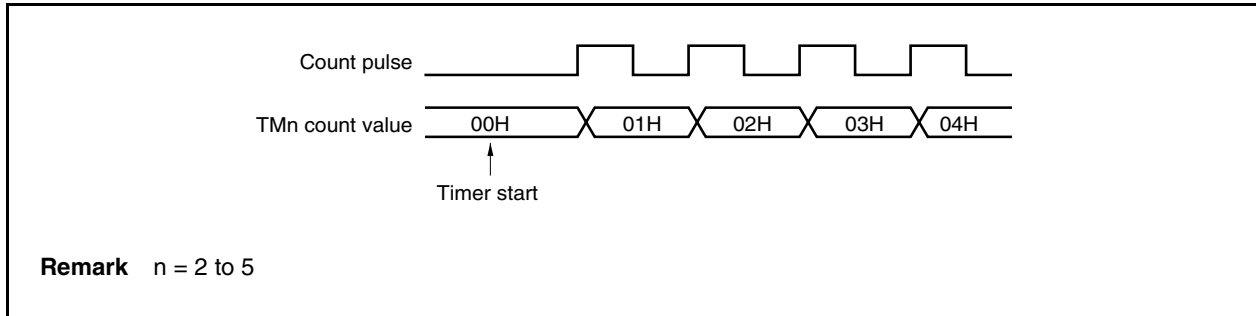 Count pulse
TMn count value 00H 01H 02H 03H 04H
Timer start
Remark n = 2 to 5